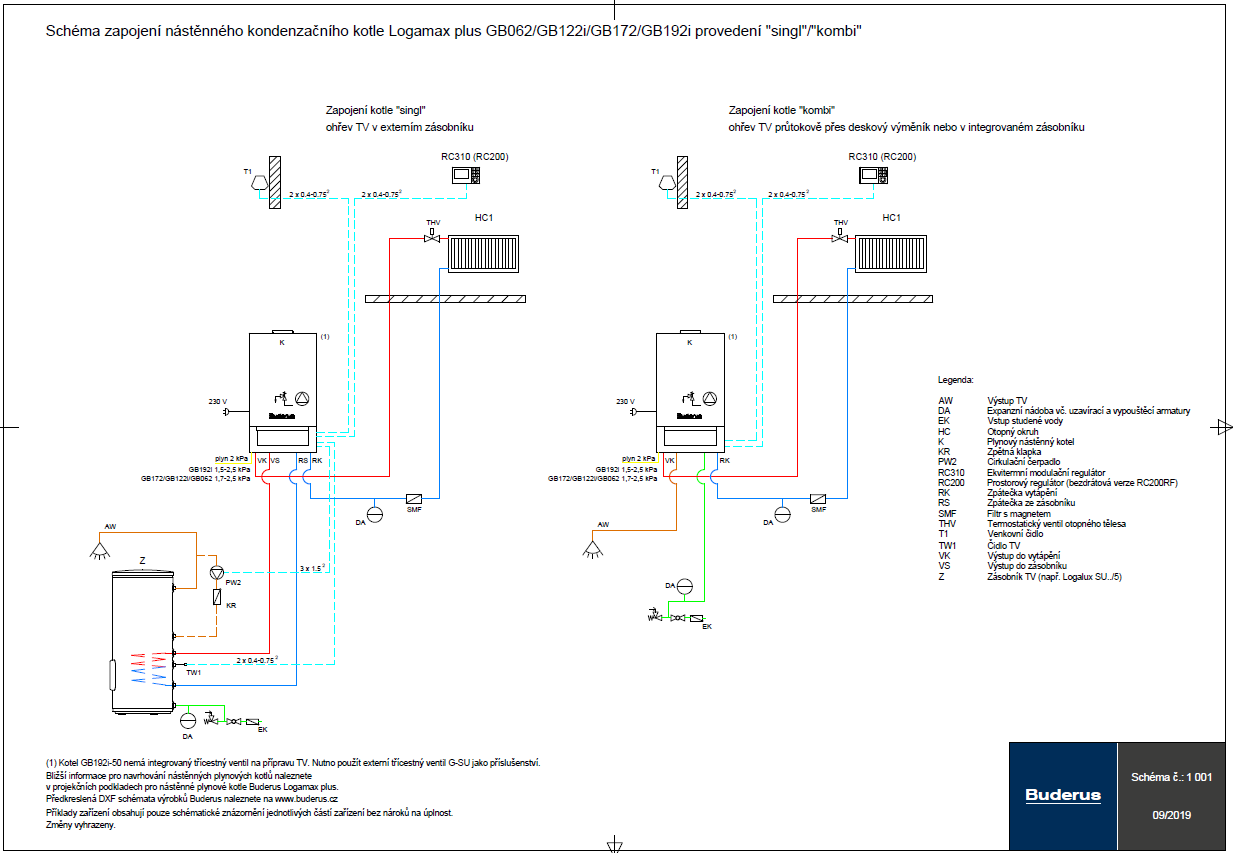 Schéma zapojení nástěnného kondenzačního kotle Logamax plus GB062/GB122i/GB172/GB192i provedení "singl"/"kombi"
Zapojení kotle "singl"
ohřev TV v externím zásobníku
RC310 (RC200)
T1
2 x 0.4-0.75²
2 x 0.4-0.75²
THV
HC1
(1)
K
230 V
Buderus
plyn 2 kPa
VK
VS
RS
RK
GB192i 1,5-2,5 kPa
GB172/GB122i/GB062 1,7-2,5 kPa
SMF
DA
AW
Z
PW2
3 x 1.5²
KR
2 x 0.4-0.75²
TW1
DA
EK
Zapojení kotle "kombi"
ohřev TV průtokově přes deskový výměník nebo v integrovaném zásobníku
RC310 (RC200)
T1
2 x 0.4-0.75²
2 x 0.4-0.75²
THV
HC1
(1)
K
230 V
Buderus
plyn 2 kPa
VK
RK
GB192i 1,5-2,5 kPa
GB172/GB122i/GB062 1,7-2,5 kPa
SMF
DA
AW
DA
EK
Legenda:
AW Výstup TV
DA Expanzní nádoba vč. uzavírací a vypouštěcí armatury
EK Vstup studené vody
HC Otopný okruh
K Plynový nástěnný kotel
KR Zpětná klapka
PW2 Cirkulační čerpadlo
RC310 Ekvitermní modulační regulátor
RC200 Prostorový regulátor (bezdrátová verze RC200RF)
RK Zpátečka vytápění
RS Zpátečka ze zásobníku
SMF Filtr s magnetem
THV Termostatický ventil otopného tělesa
T1 Venkovní čidlo
TW1 Čidlo TV
VK Výstup do vytápění
VS Výstup do zásobníku
Z Zásobník TV (např. Logalux SU../5)
(1) Kotel GB192i-50 nemá integrovaný třícestný ventil na přípravu TV. Nutno použít externí třícestný ventil G-SU jako příslušenství.
Bližší informace pro navrhování nástěnných plynových kotlů naleznete
v projekčních podkladech pro nástěnné plynové kotle Buderus Logamax plus.
Předkreslená DXF schémata výrobků Buderus naleznete na www.buderus.cz
Příklady zařízení obsahují pouze schématické znázornění jednotlivých částí zařízení bez nároků na úplnost.
Změny vyhrazeny.
Buderus
Schéma č.: 1 001
09/2019